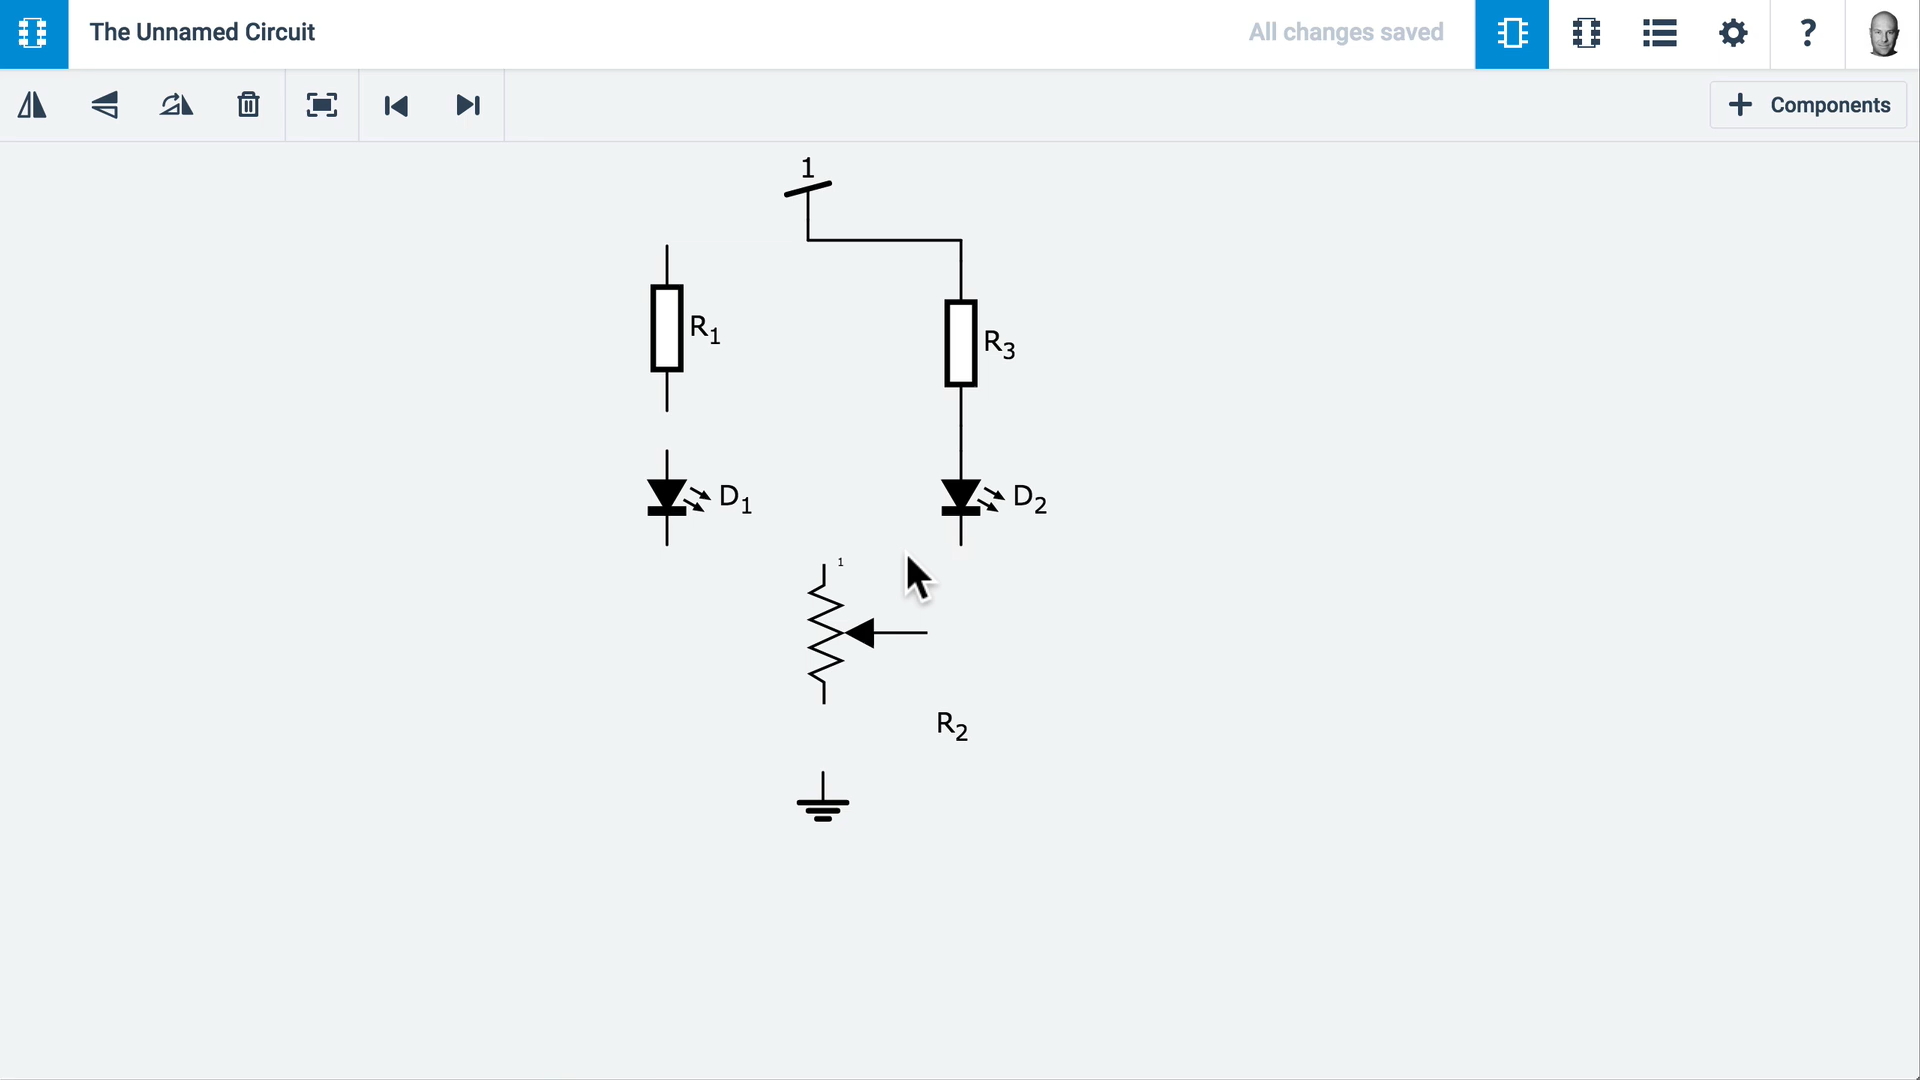 The Unnamed Circuit
All changes saved
?
+ Components
1
R1
R3
D1
D2
1
R2